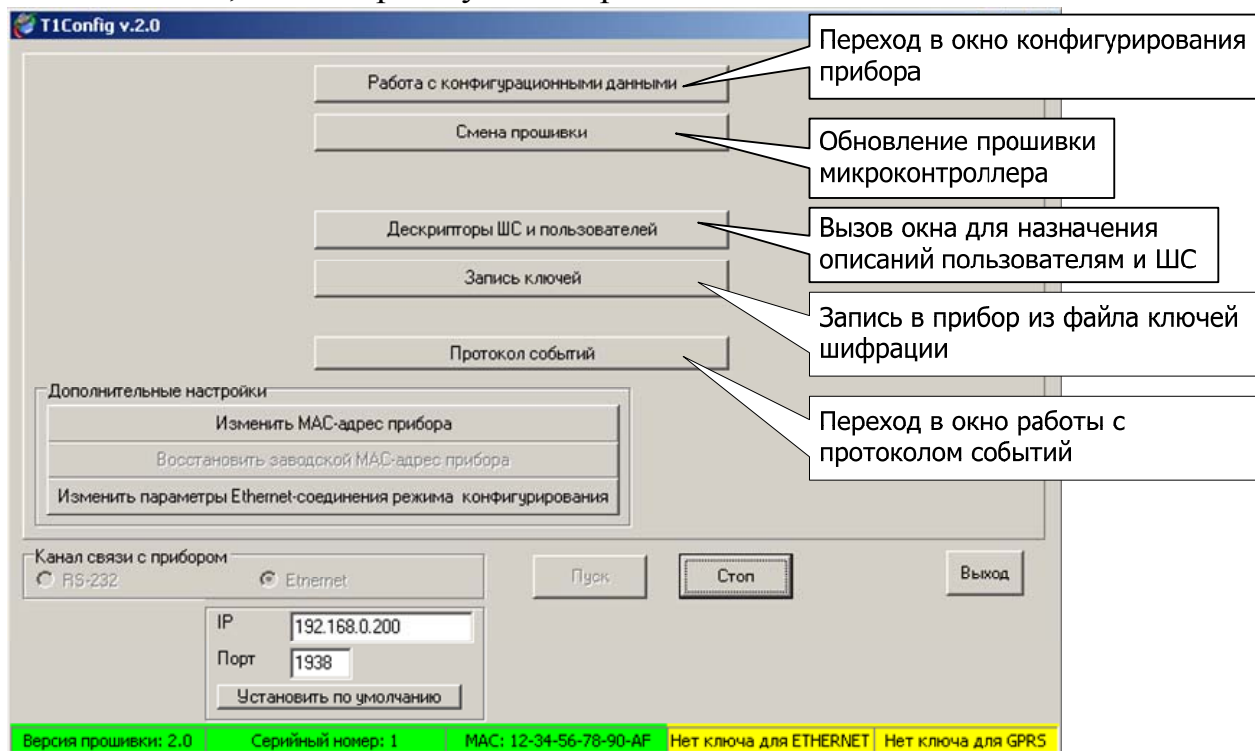 T1Config v.2.0
Переход в окно конфигурирования
прибора
Работа с конфигурационными данными
Смена прошивки
Обновление прошивки
микроконтроллера
Дескрипторы ШС и пользователей
Вызов окна для назначения
описаний пользователям и ШС
Запись ключей
Запись в прибор из файла ключей
шифрации
Протокол событий
Переход в окно работы с
протоколом событий
Дополнительные настройки
Изменить MAC-адрес прибора
Восстановить заводской MAC-адрес прибора
Изменить параметры Ethernet-соединения режима конфигурирования
Канал связи с прибором
RS-232
Etnernet
Пуск
Стоп
Выход
IP 192.168.0.200
Порт 1938
Установить по умолчанию
Версия прошивки: 2.0 Серийный номер: 1 MAC: 12-34-56-78-90-AF Нет ключа для ETHERNET Нет ключа для GPRS